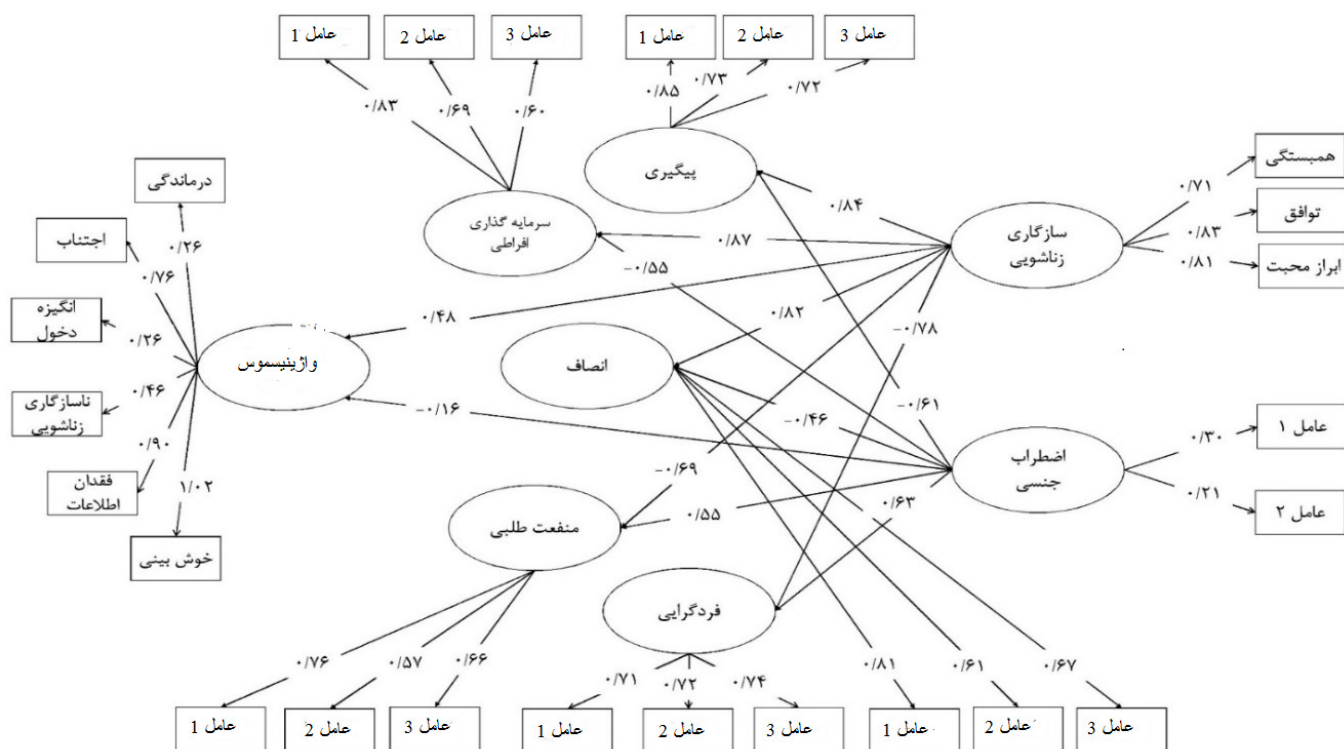 عامل 1
عامل 2
عامل 3
عامل 1
عامل 2
عامل 3
۰/۸۳
۰/۶۹
۰/۶۰
۰/۸۵
۰/۷۳
۰/۷۲
پیگیری
سرمایه گذاری
افراطی
سازگاری
زناشویی
همبستگی
توافق
ابراز محبت
۰/۷۱
۰/۸۳
۰/۸۱
درماندگی
اجتناب
انگیزه
دخول
ناسازگاری
زناشویی
فقدان
اطلاعات
خوش بینی
۰/۲۶
۰/۷۶
۰/۲۶
۰/۴۶
۰/۹۰
۱/۰۲
واژینیسموس
انصاف
۰/۸۴
۰/۸۷
−۰/۵۵
۰/۴۸
۰/۸۲
−۰/۷۸
−۰/۱۶
−۰/۴۶
−۰/۶۱
−۰/۶۹
۰/۵۵
۰/۶۳
اضطراب
جنسی
عامل ۱
عامل ۲
۰/۳۰
۰/۲۱
منفعت طلبی
فردگرایی
۰/۷۶
۰/۵۷
۰/۶۶
۰/۷۱
۰/۷۲
۰/۷۴
۰/۸۱
۰/۶۱
۰/۶۷
عامل 1
عامل 2
عامل 3
عامل 1
عامل 2
عامل 3
عامل 1
عامل 2
عامل 3